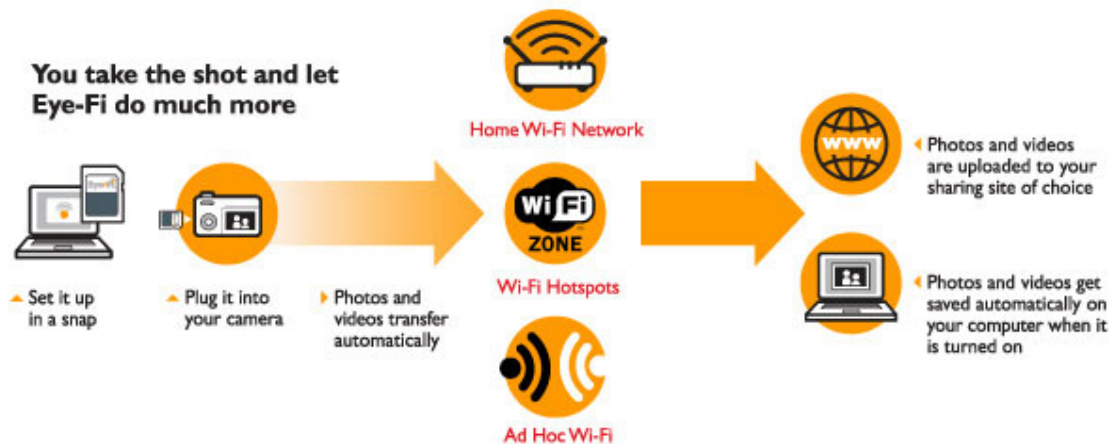 You take the shot and let
Eye-Fi do much more
Home Wi-Fi Network
Eye-Fi
Set it up
in a snap
Plug it into
your camera
Photos and
videos transfer
automatically
Wi Fi
ZONE
Wi-Fi Hotspots
Ad Hoc Wi-Fi
www
Photos and videos
are uploaded to your
sharing site of choice
Photos and videos get
saved automatically on
your computer when it
is turned on